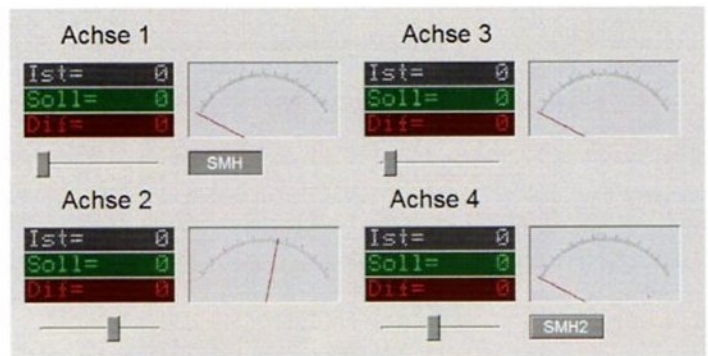 Achse 1
Ist= 0
Soll= 0
Dif= 0
SMH
Achse 3
Ist= 0
Soll= 0
Dif= 0
Achse 2
Ist= 0
Soll= 0
Dif= 0
Achse 4
Ist= 0
Soll= 0
Dif= 0
SMH2